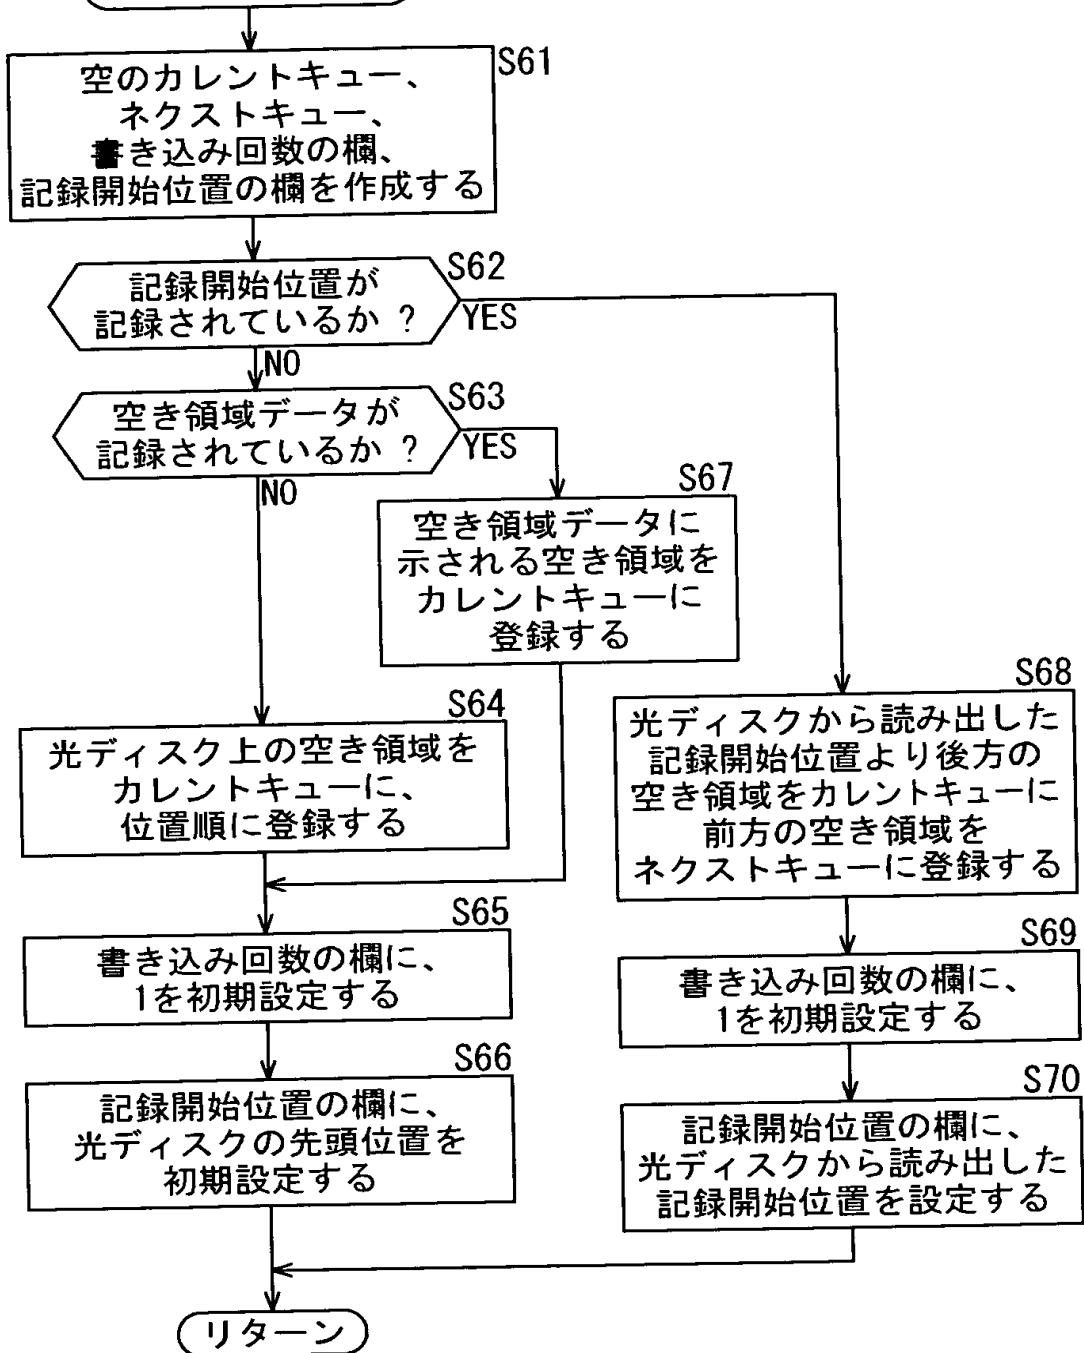 S61
空のカレントキュー、
ネクストキュー、
書き込み回数の欄、
記録開始位置の欄を作成する
S62
記録開始位置が
記録されているか ?
YES
NO
S63
空き領域データが
記録されているか ?
YES
NO
S67
空き領域データに
示される空き領域を
カレントキューに
登録する
S64
光ディスク上の空き領域を
カレントキューに、
位置順に登録する
S68
光ディスクから読み出した
記録開始位置より後方の
空き領域をカレントキューに
前方の空き領域を
ネクストキューに登録する
S65
書き込み回数の欄に、
1を初期設定する
S69
書き込み回数の欄に、
1を初期設定する
S66
記録開始位置の欄に、
光ディスクの先頭位置を
初期設定する
S70
記録開始位置の欄に、
光ディスクから読み出した
記録開始位置を設定する
リターン